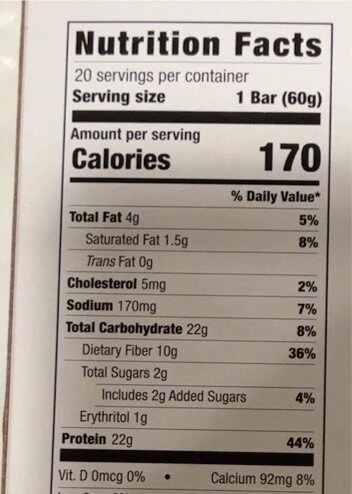 Nutrition Facts
20 servings per container
Serving size 1 Bar (60g)
Amount per serving
Calories 170
% Daily Value*
Total Fat 4g 5%
Saturated Fat 1.5g 8%
Trans Fat 0g
Cholesterol 5mg 2%
Sodium 170mg 7%
Total Carbohydrate 22g 8%
Dietary Fiber 10g 36%
Total Sugars 2g
Includes 2g Added Sugars 4%
Erythritol 1g
Protein 22g 44%
Vit. D 0mcg 0% • Calcium 92mg 8%